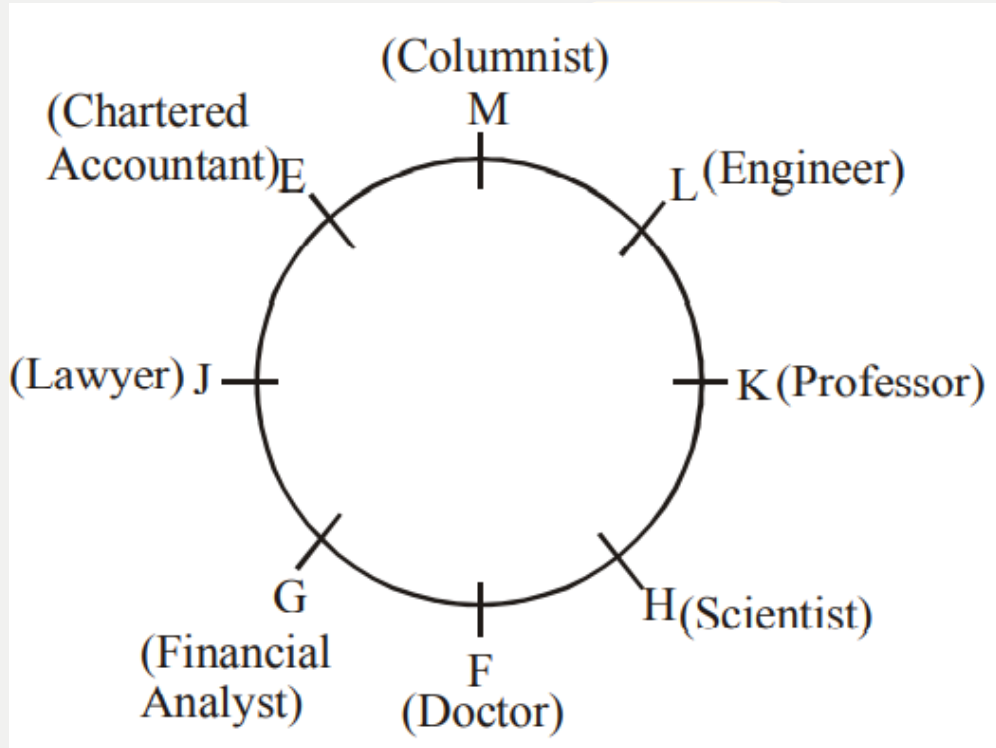 (Columnist)
M
(Chartered
Accountant)E
L (Engineer)
(Lawyer) J
K (Professor)
G
H(Scientist)
(Financial
Analyst)
F
(Doctor)